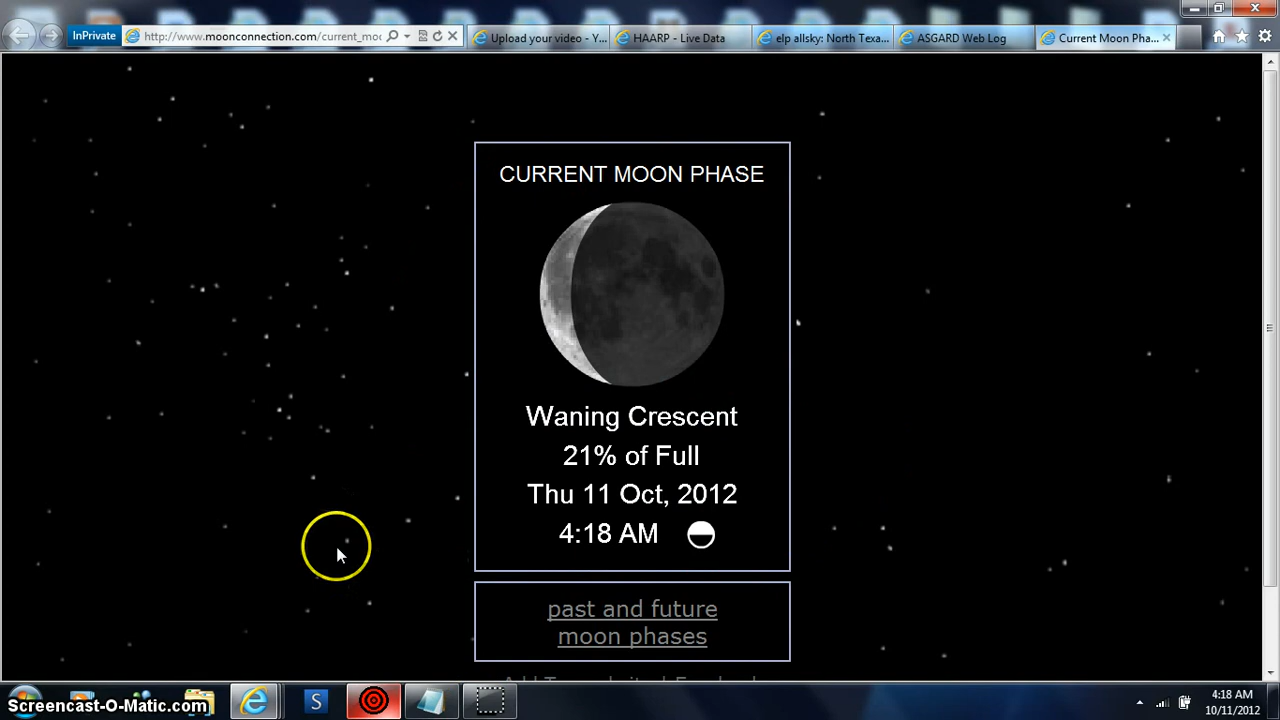 InPrivate
http://www.moonconnection.com/current_moc
Upload your video - Y...
HAARP - Live Data
elp allsky: North Texa...
ASGARD Web Log
Current Moon Pha...
CURRENT MOON PHASE
Waning Crescent
21% of Full
Thu 11 Oct, 2012
4:18 AM
past and future
moon phases
S
Screencast-O-Matic.com
4:18 AM
10/11/2012